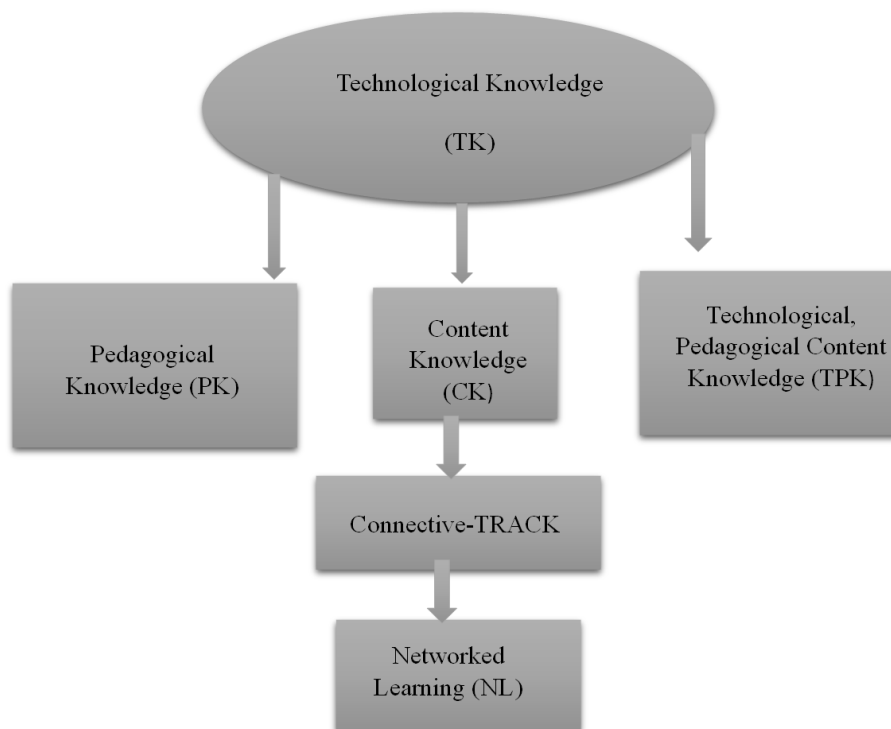 Technological Knowledge
(TK)
Pedagogical
Knowledge (PK)
Content
Knowledge
(CK)
Technological,
Pedagogical Content
Knowledge (TPK)
Connective-TRACK
Networked
Learning (NL)